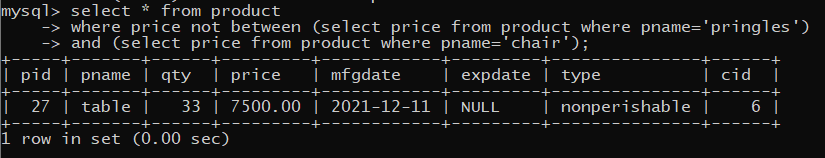 mysql> select * from product
    -> where price not between (select price from product where pname='pringles')
    -> and (select price from product where pname='chair');
+-----+-------+------+---------+------------+---------+---------------+------+
| pid | pname | qty  | price   | mfgdate    | expdate | type          | cid  |
+-----+-------+------+---------+------------+---------+---------------+------+
|  27 | table |   33 | 7500.00 | 2021-12-11 | NULL    | nonperishable |    6 |
+-----+-------+------+---------+------------+---------+---------------+------+
1 row in set (0.00 sec)